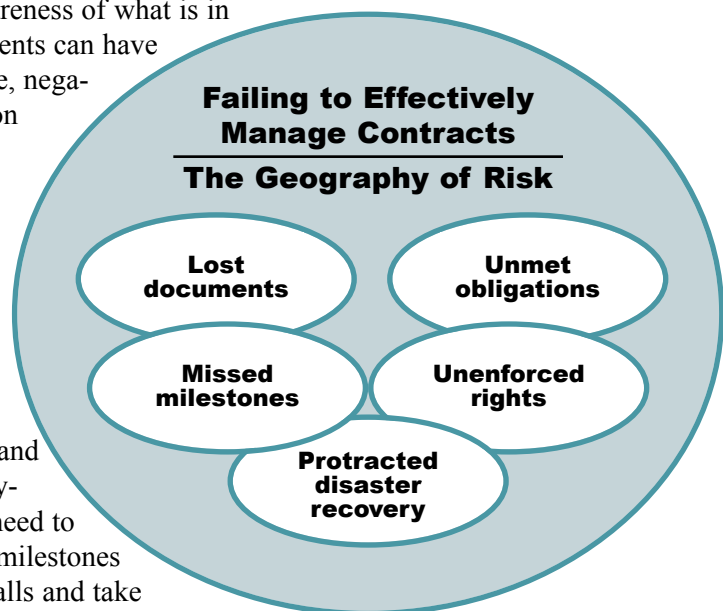 reness of what is in
ents can have
e, nega-
on
Failing to Effectively
Manage Contracts
The Geography of Risk
Lost
documents
Unmet
obligations
Missed
milestones
Unenforced
rights
Protracted
disaster
recovery
and
y-
need to
milestones
alls and take